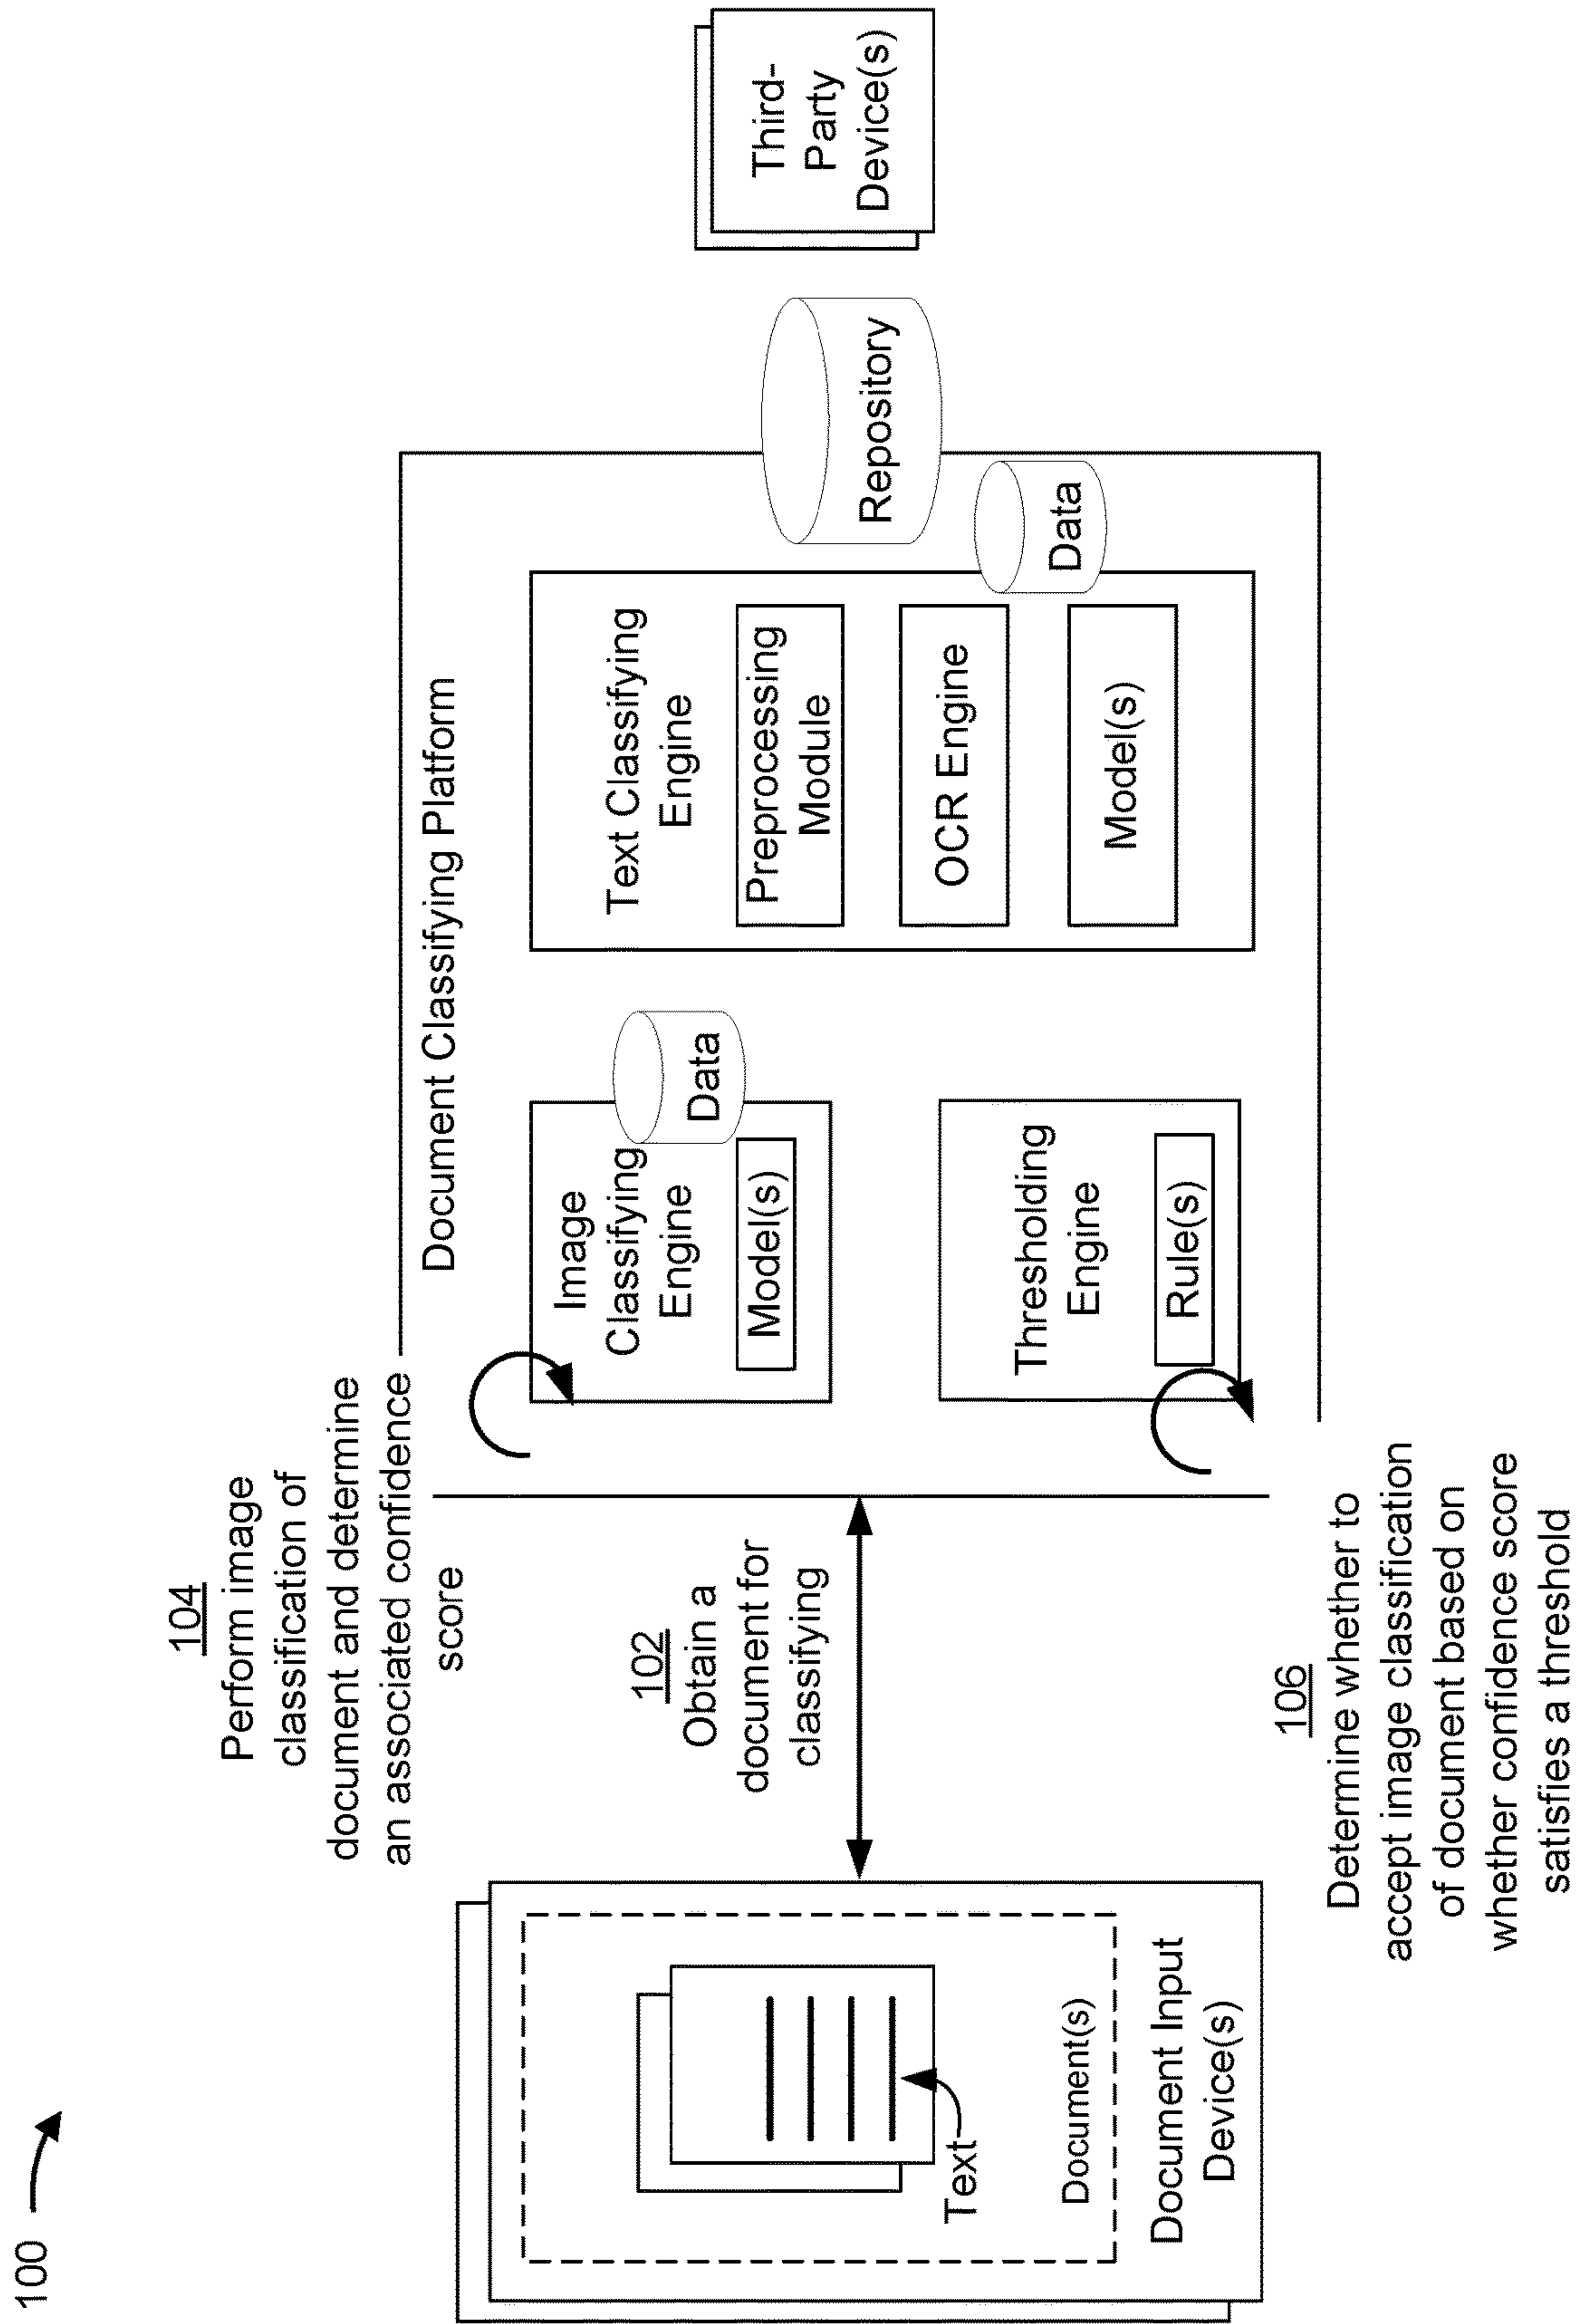 100
104
Perform image
classification of
document and determine
an associated confidence
score
102
Obtain a
document for
classifying
106
Determine whether to
accept image classification
of document based on
whether confidence score
satisfies a threshold
Text
Document(s)
Document Input
Device(s)
Document Classifying Platform
Image
Classifying
Engine
Model(s)
Data
Thresholding
Engine
Rule(s)
Text Classifying
Engine
Preprocessing
Module
OCR Engine
Model(s)
Data
Repository
Third-
Party
Device(s)